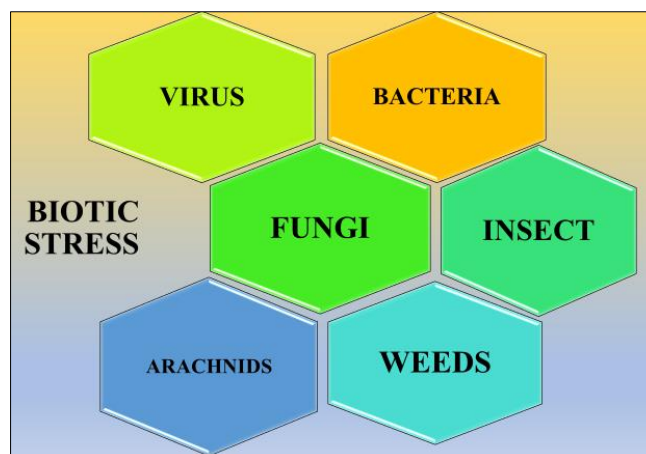 VIRUS
BACTERIA
BIOTIC
STRESS
FUNGI
INSECT
ARACHNIDS
WEEDS